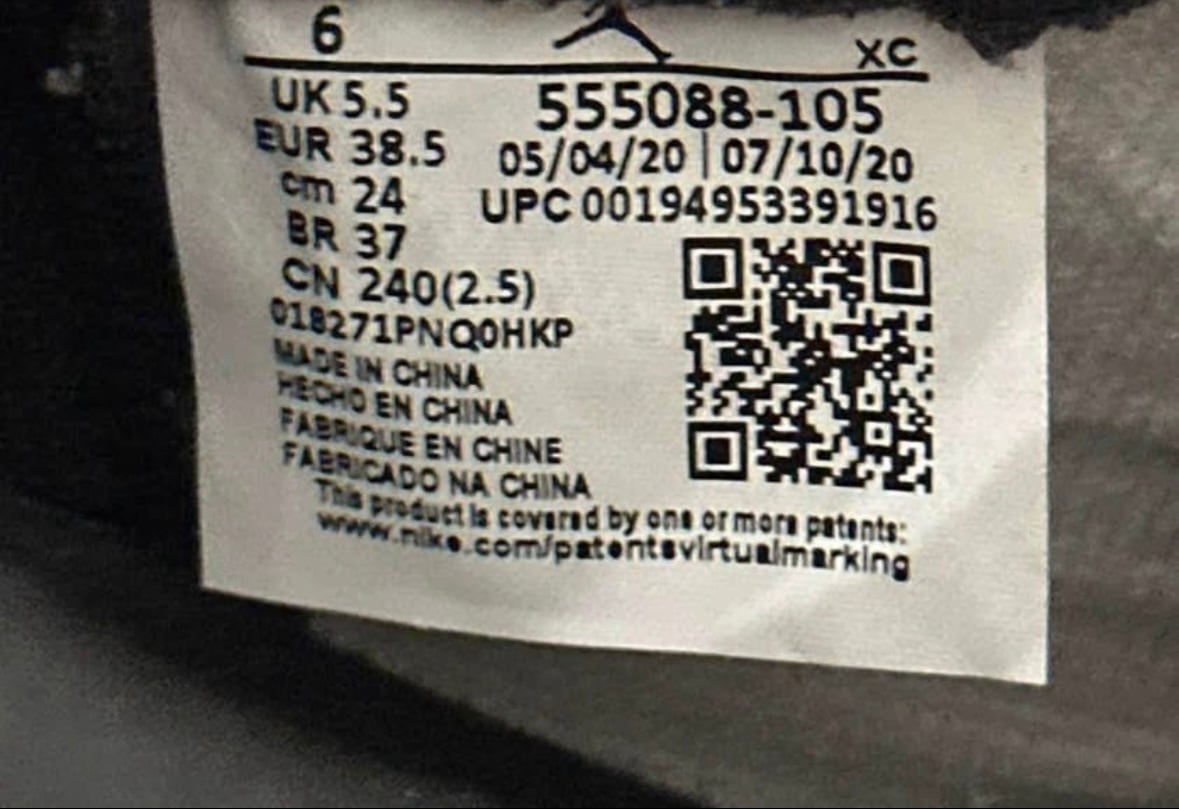 6 XC
UK 5.5 555088-105
EUR 38.5 05/04/20 | 07/10/20
cm 24 UPC 00194953391916
BR 37
CN 240(2.5)
018271PNQ0HKP
MADE IN CHINA
HECHO EN CHINA
FABRIQUE EN CHINE
FABRICADO NA CHINA
This product is covered by one or more patents:
www.nike.com/patentsvirtualmarking